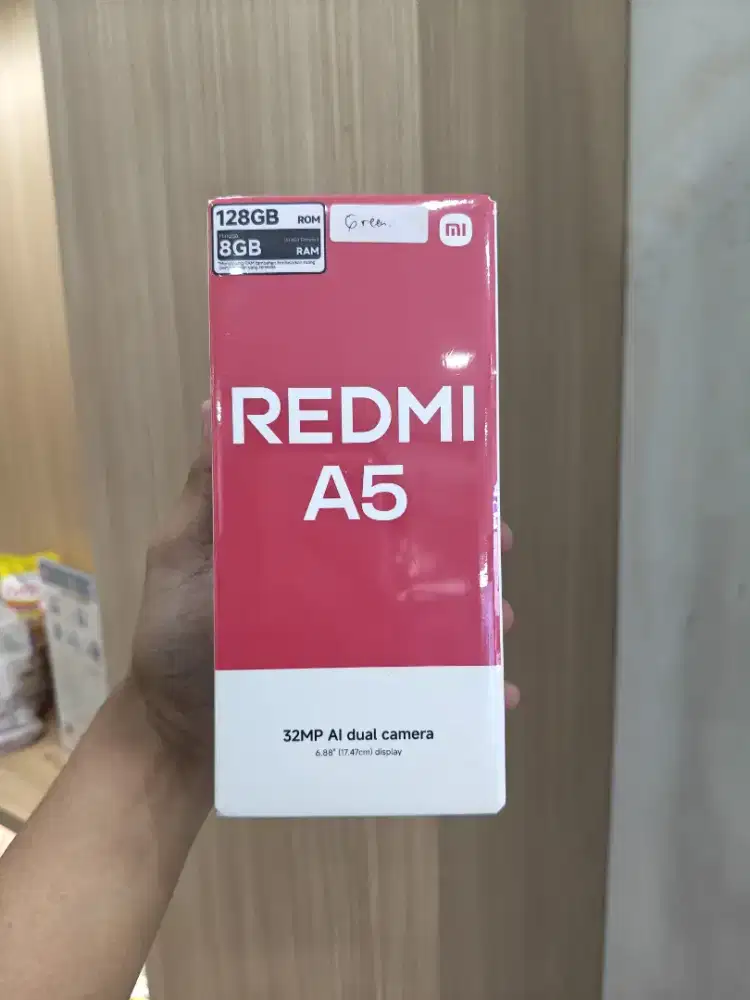 128GB ROM
8GB
RAM
Green
mi
REDMI
A5
32MP AI dual camera
6.88" (17.47cm) display